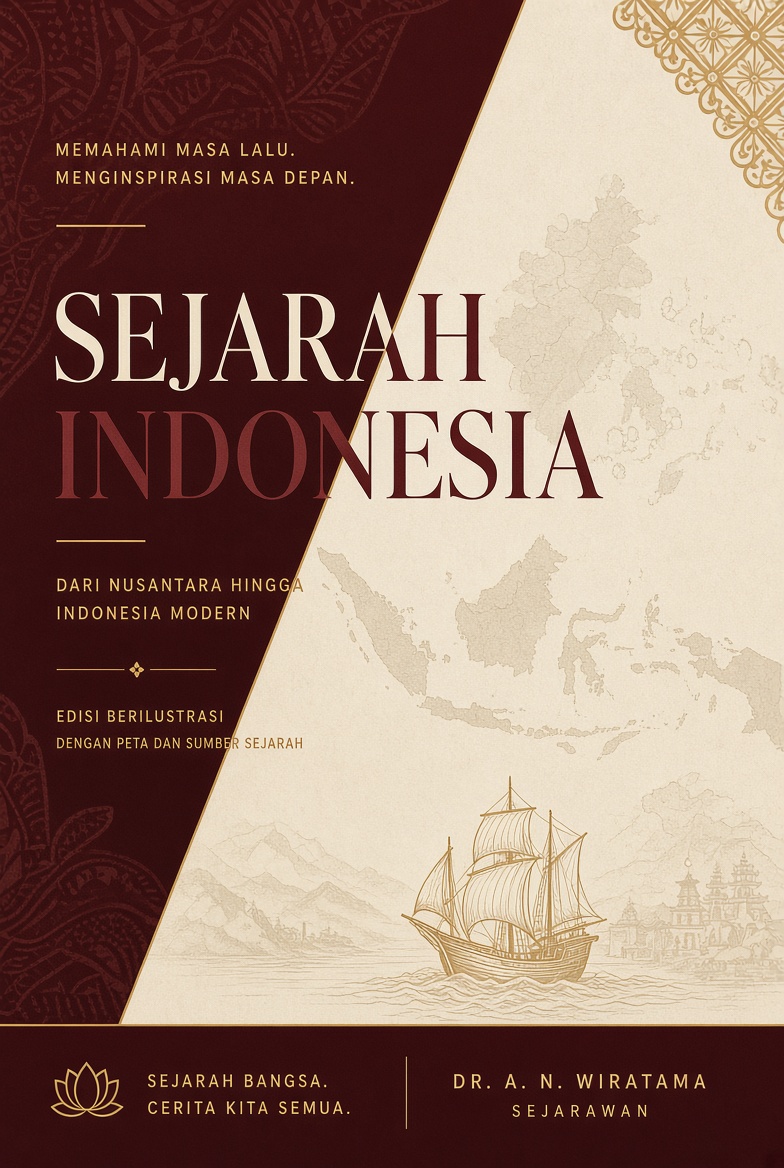 MEMAHAMI MASA LALU.
MENGINSPIRASI MASA DEPAN.
SEJARAH
INDONESIA
DARI NUSANTARA HINGGA
INDONESIA MODERN
EDISI BERILUSTRASI
DENGAN PETA DAN SUMBER SEJARAH
SEJARAH BANGSA.
CERITA KITA SEMUA.
DR. A. N. WIRATAMA
SEJARAWAN